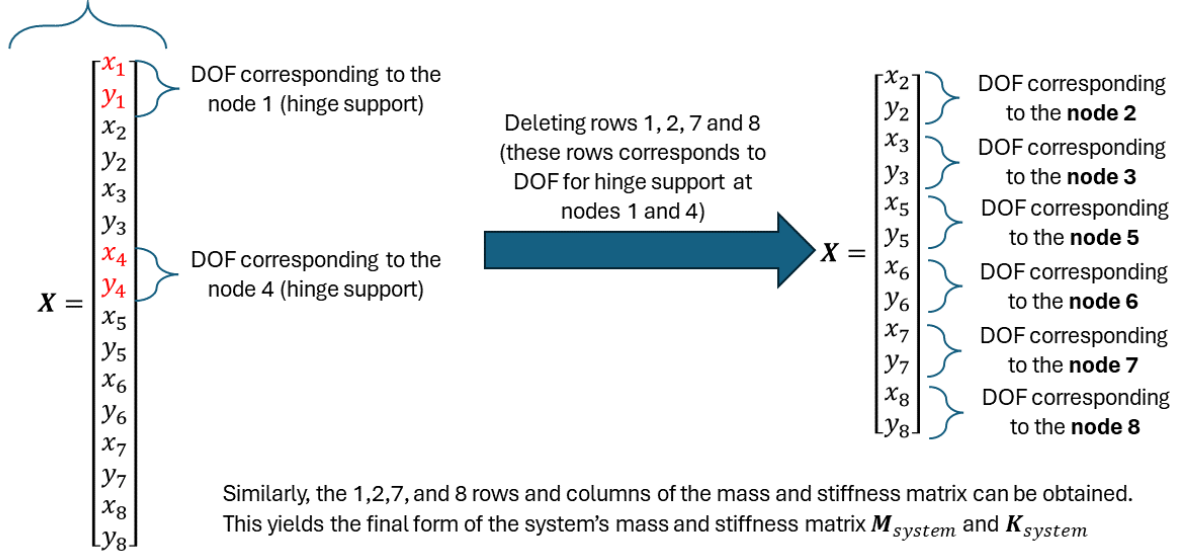 x₁
y₁
x₂
y₂
x₃
y₃
x₄
y₄
x₅
y₅
x₆
y₆
x₇
y₇
x₈
y₈
X =
DOF corresponding to the
node 1 (hinge support)
DOF corresponding to the
node 4 (hinge support)
Deleting rows 1, 2, 7 and 8
(these rows corresponds to
DOF for hinge support at
nodes 1 and 4)
X =
x₂
y₂
x₃
y₃
x₅
y₅
x₆
y₆
x₇
y₇
x₈
y₈
DOF corresponding
to the node 2
DOF corresponding
to the node 3
DOF corresponding
to the node 5
DOF corresponding
to the node 6
DOF corresponding
to the node 7
DOF corresponding
to the node 8
Similarly, the 1,2,7, and 8 rows and columns of the mass and stiffness matrix can be obtained.
This yields the final form of the system’s mass and stiffness matrix M_system and K_system